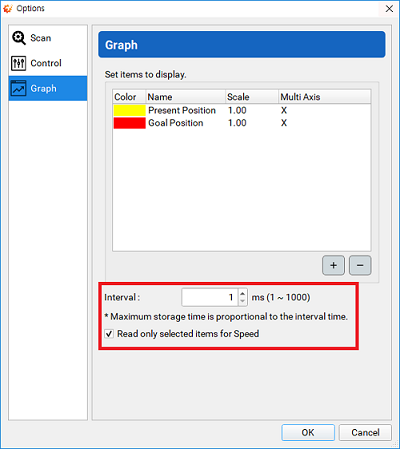 Options
Scan
Control
Graph
Graph
Set items to display.
Color Name Scale Multi Axis
Present Position 1.00 X
Goal Position 1.00 X
+ −
Interval : 1 ms (1 ~ 1000)
* Maximum storage time is proportional to the interval time.
Read only selected items for Speed
OK Cancel